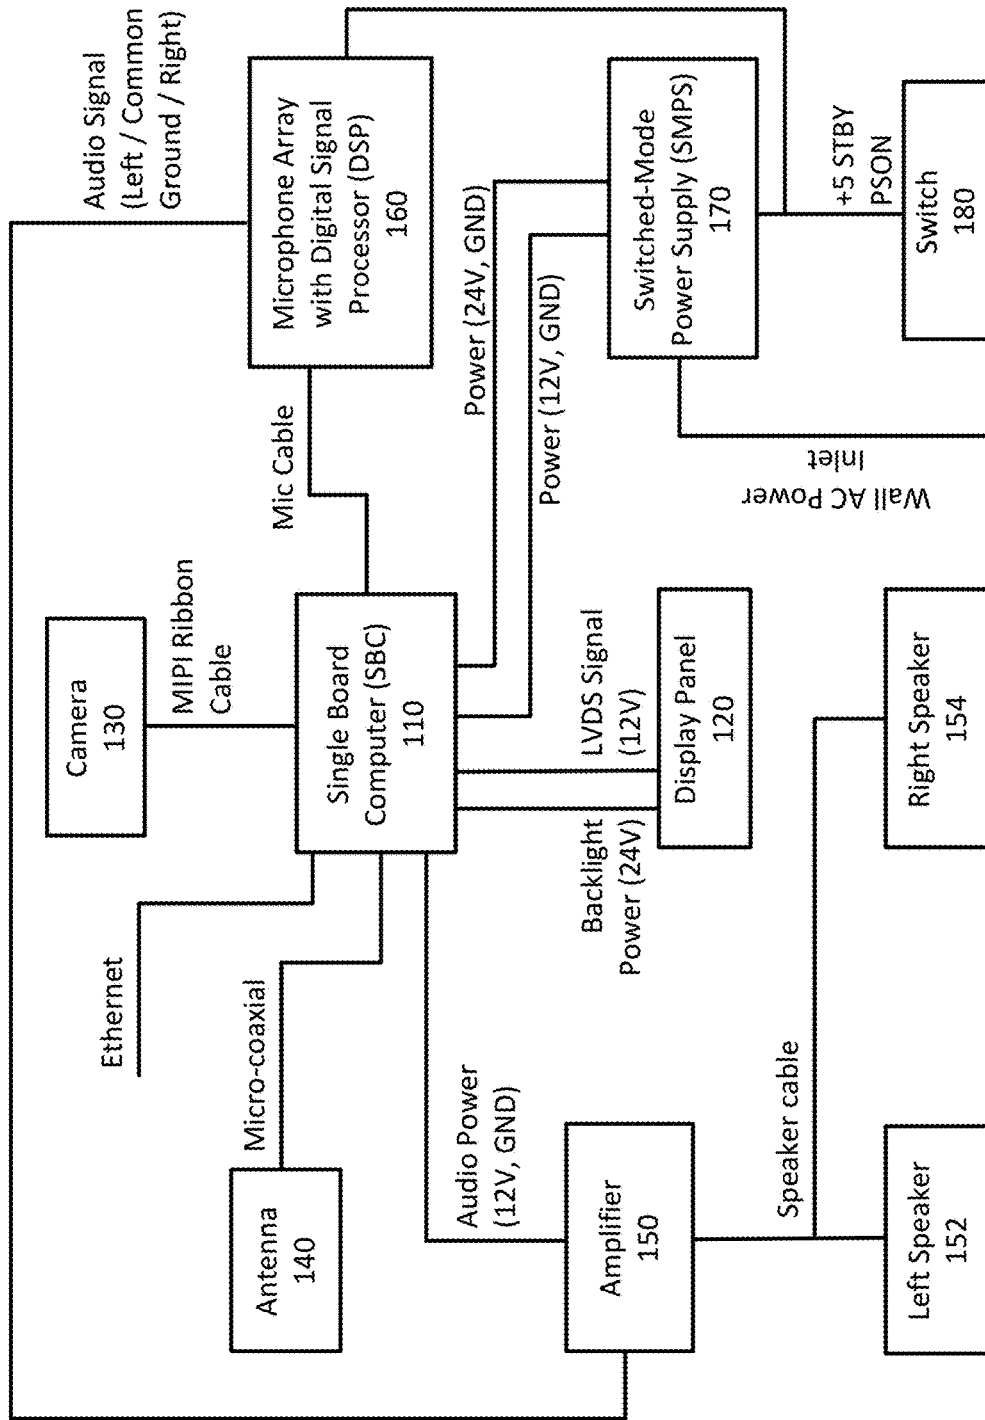 Audio Signal
(Left / Common
Ground / Right)
Microphone Array
with Digital Signal
Processor (DSP)
160
Mic Cable
Camera
130
MIPI Ribbon
Cable
Ethernet
Micro-coaxial
Antenna
140
Single Board
Computer (SBC)
110
Power (24V, GND)
Power (12V, GND)
Switched-Mode
Power Supply (SMPS)
170
Audio Power
(12V, GND)
Backlight
Power (24V)
LVDS Signal
(12V)
Amplifier
150
Display Panel
120
Wall AC Power
Inlet
+5 STBY
PSON
Speaker cable
Left Speaker
152
Right Speaker
154
Switch
180